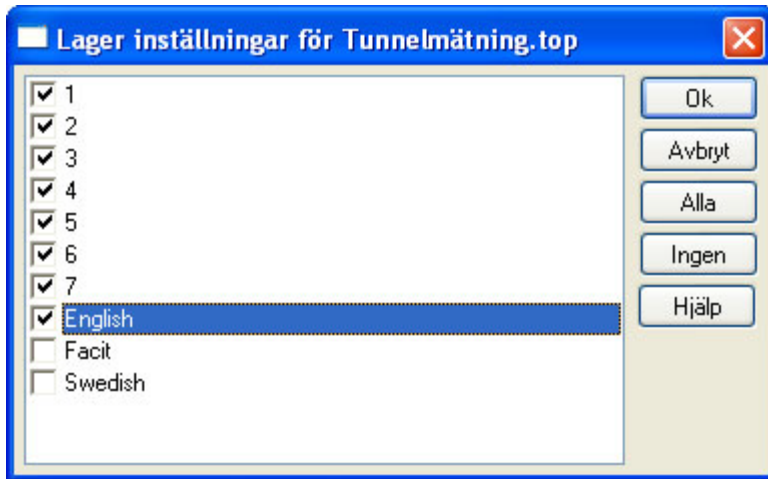 Lager inställningar för Tunnelmätning.top
1
2
3
4
5
6
7
English
Facit
Swedish
Ok
Avbryt
Alla
Ingen
Hjälp